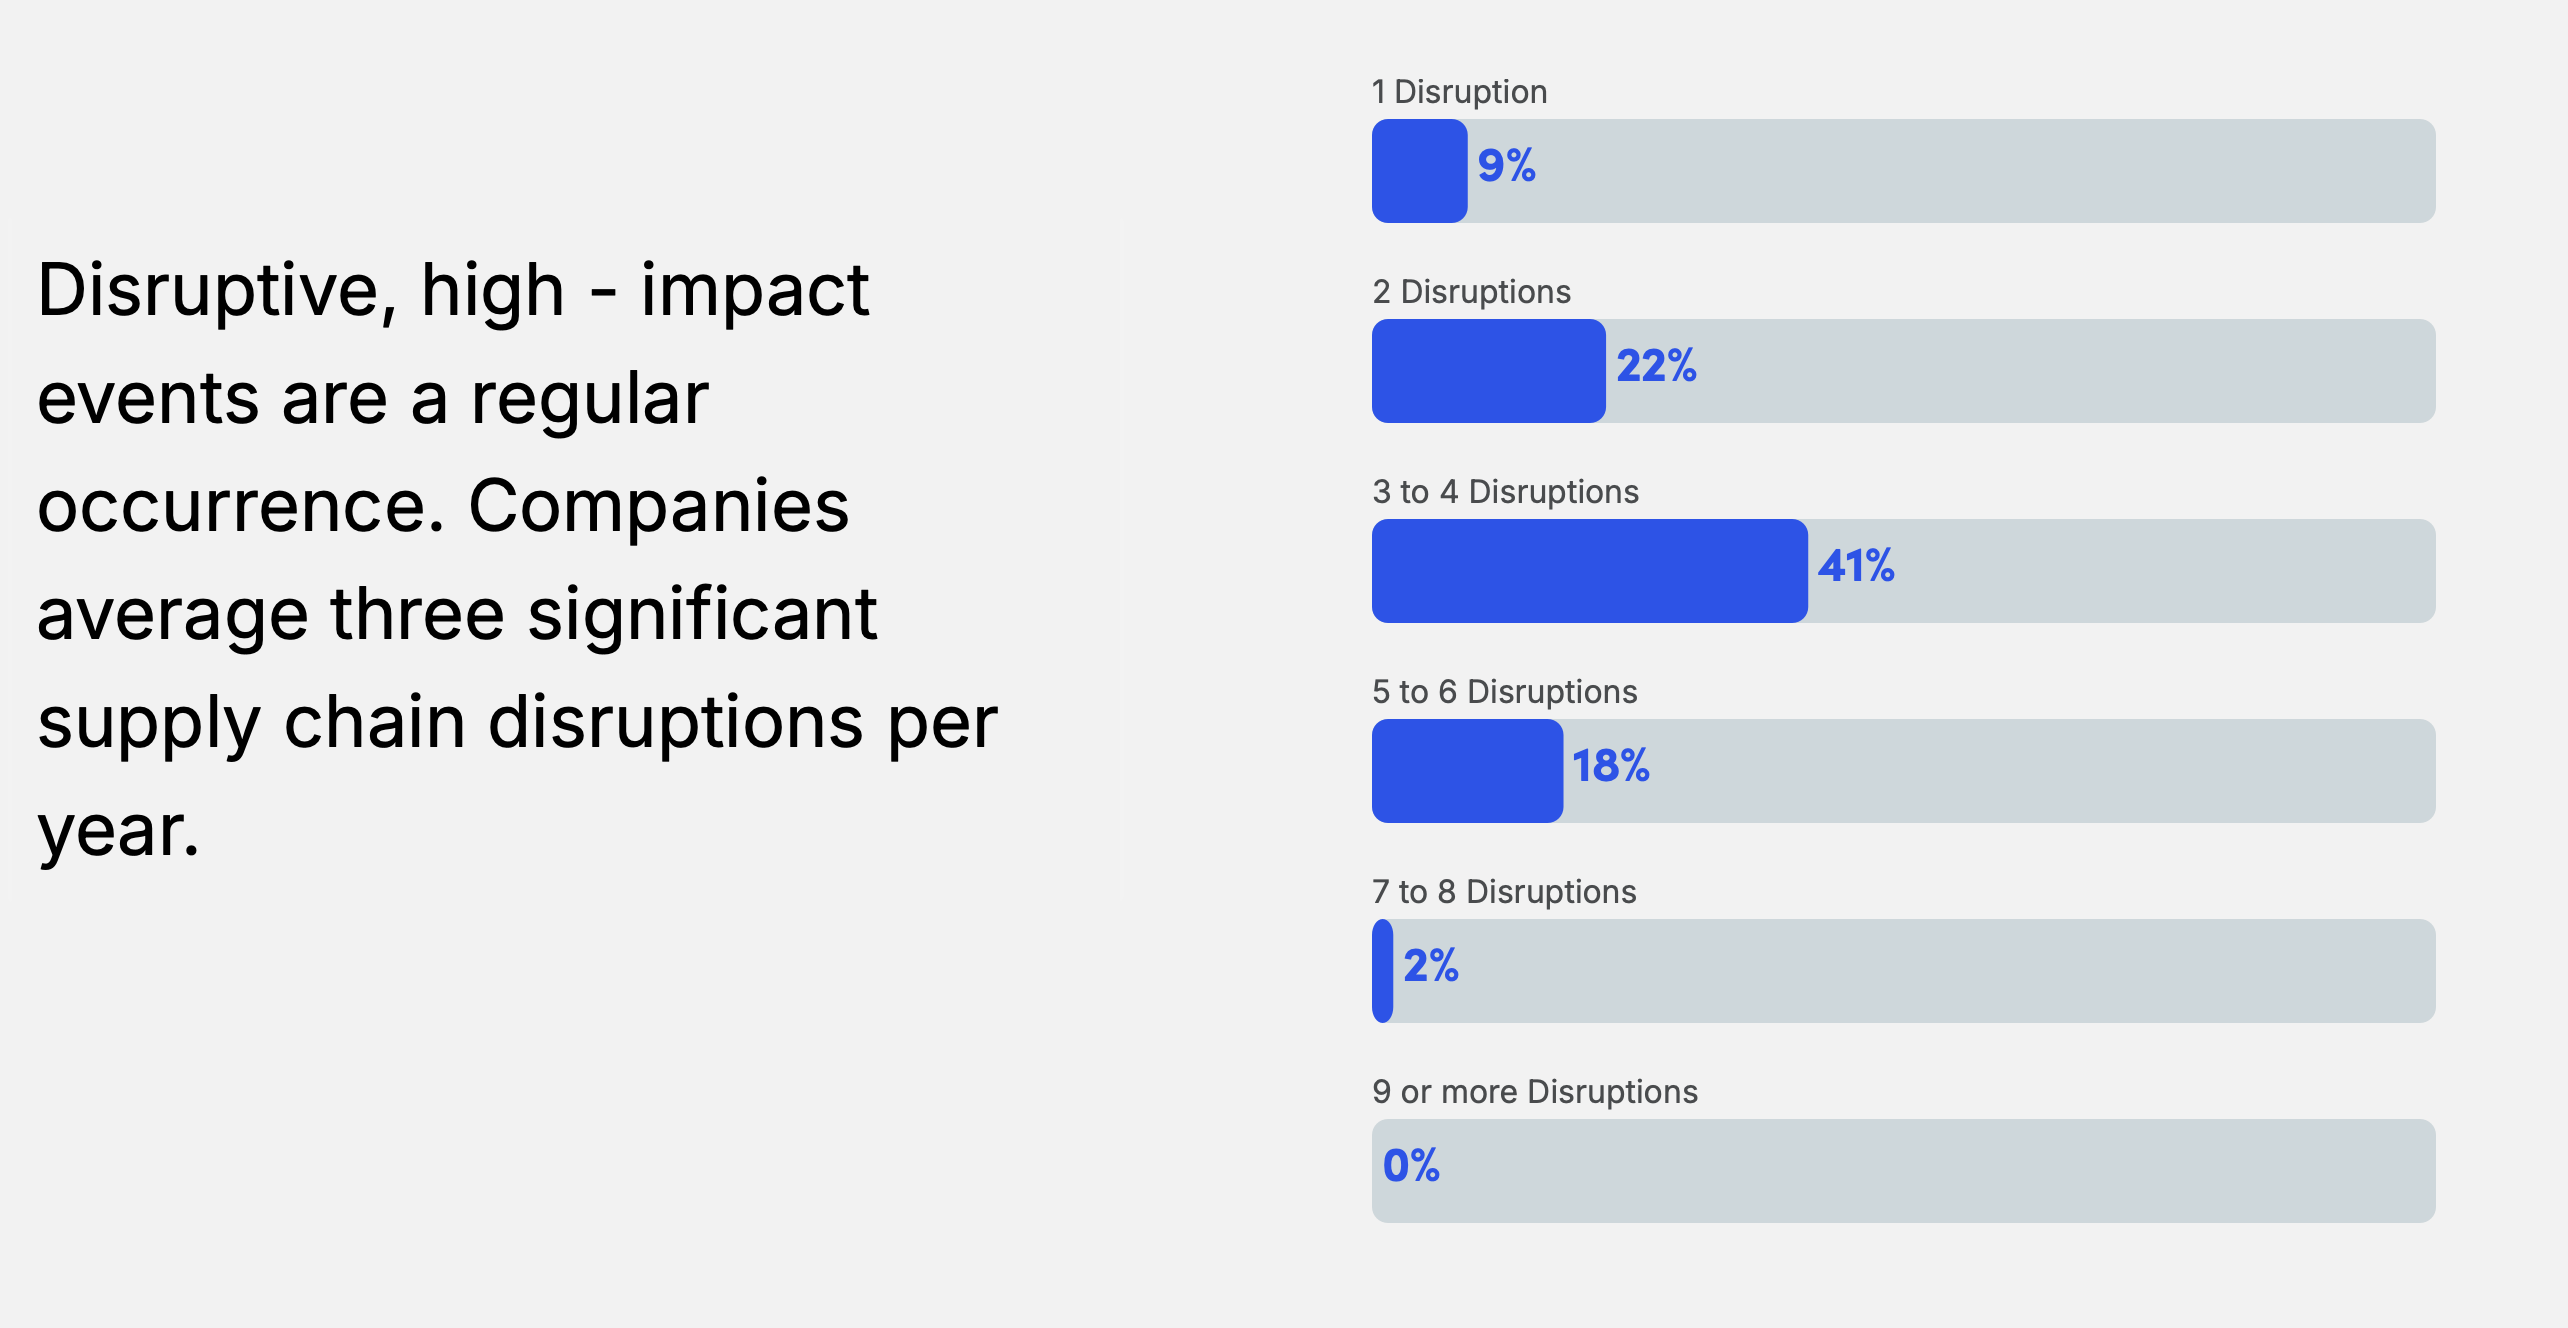 Disruptive, high - impact
events are a regular
occurrence. Companies
average three significant
supply chain disruptions per
year.
1 Disruption
9%
2 Disruptions
22%
3 to 4 Disruptions
41%
5 to 6 Disruptions
18%
7 to 8 Disruptions
2%
9 or more Disruptions
0%